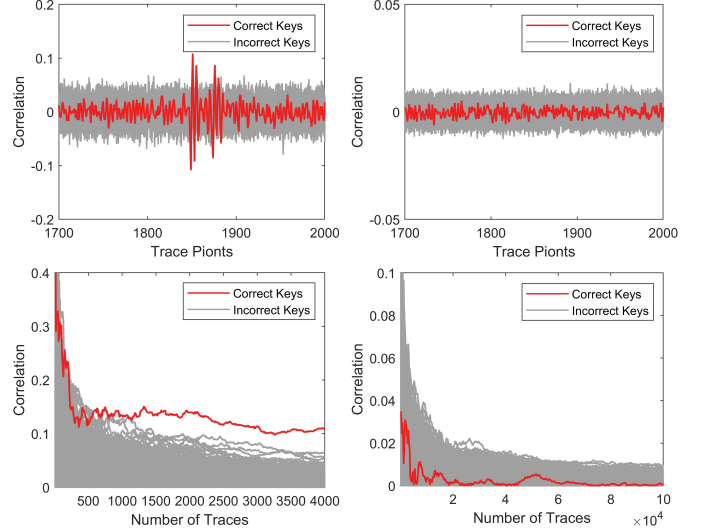 0.2
0.1
0
-0.1
-0.2
Correlation
Correct Keys
Incorrect Keys
1700
1800
1900
2000
Trace Pionts
0.05
0
-0.05
Correlation
Correct Keys
Incorrect Keys
1700
1800
1900
2000
Trace Pionts
0.4
0.3
0.2
0.1
0
Correlation
Correct Keys
Incorrect Keys
500 1000 1500 2000 2500 3000 3500 4000
Number of Traces
0.1
0.08
0.06
0.04
0.02
0
Correlation
Correct Keys
Incorrect Keys
2
4
6
8
10
Number of Traces
×10⁴